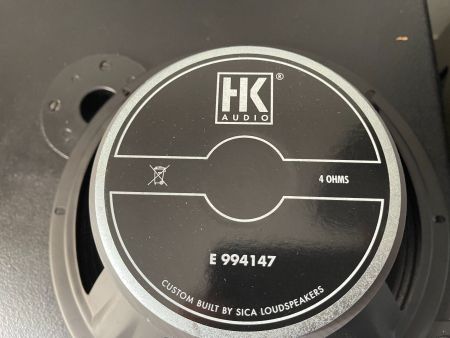 HK®
AUDIO
4 OHMS
E 994147
CUSTOM BUILT BY SICA LOUDSPEAKERS